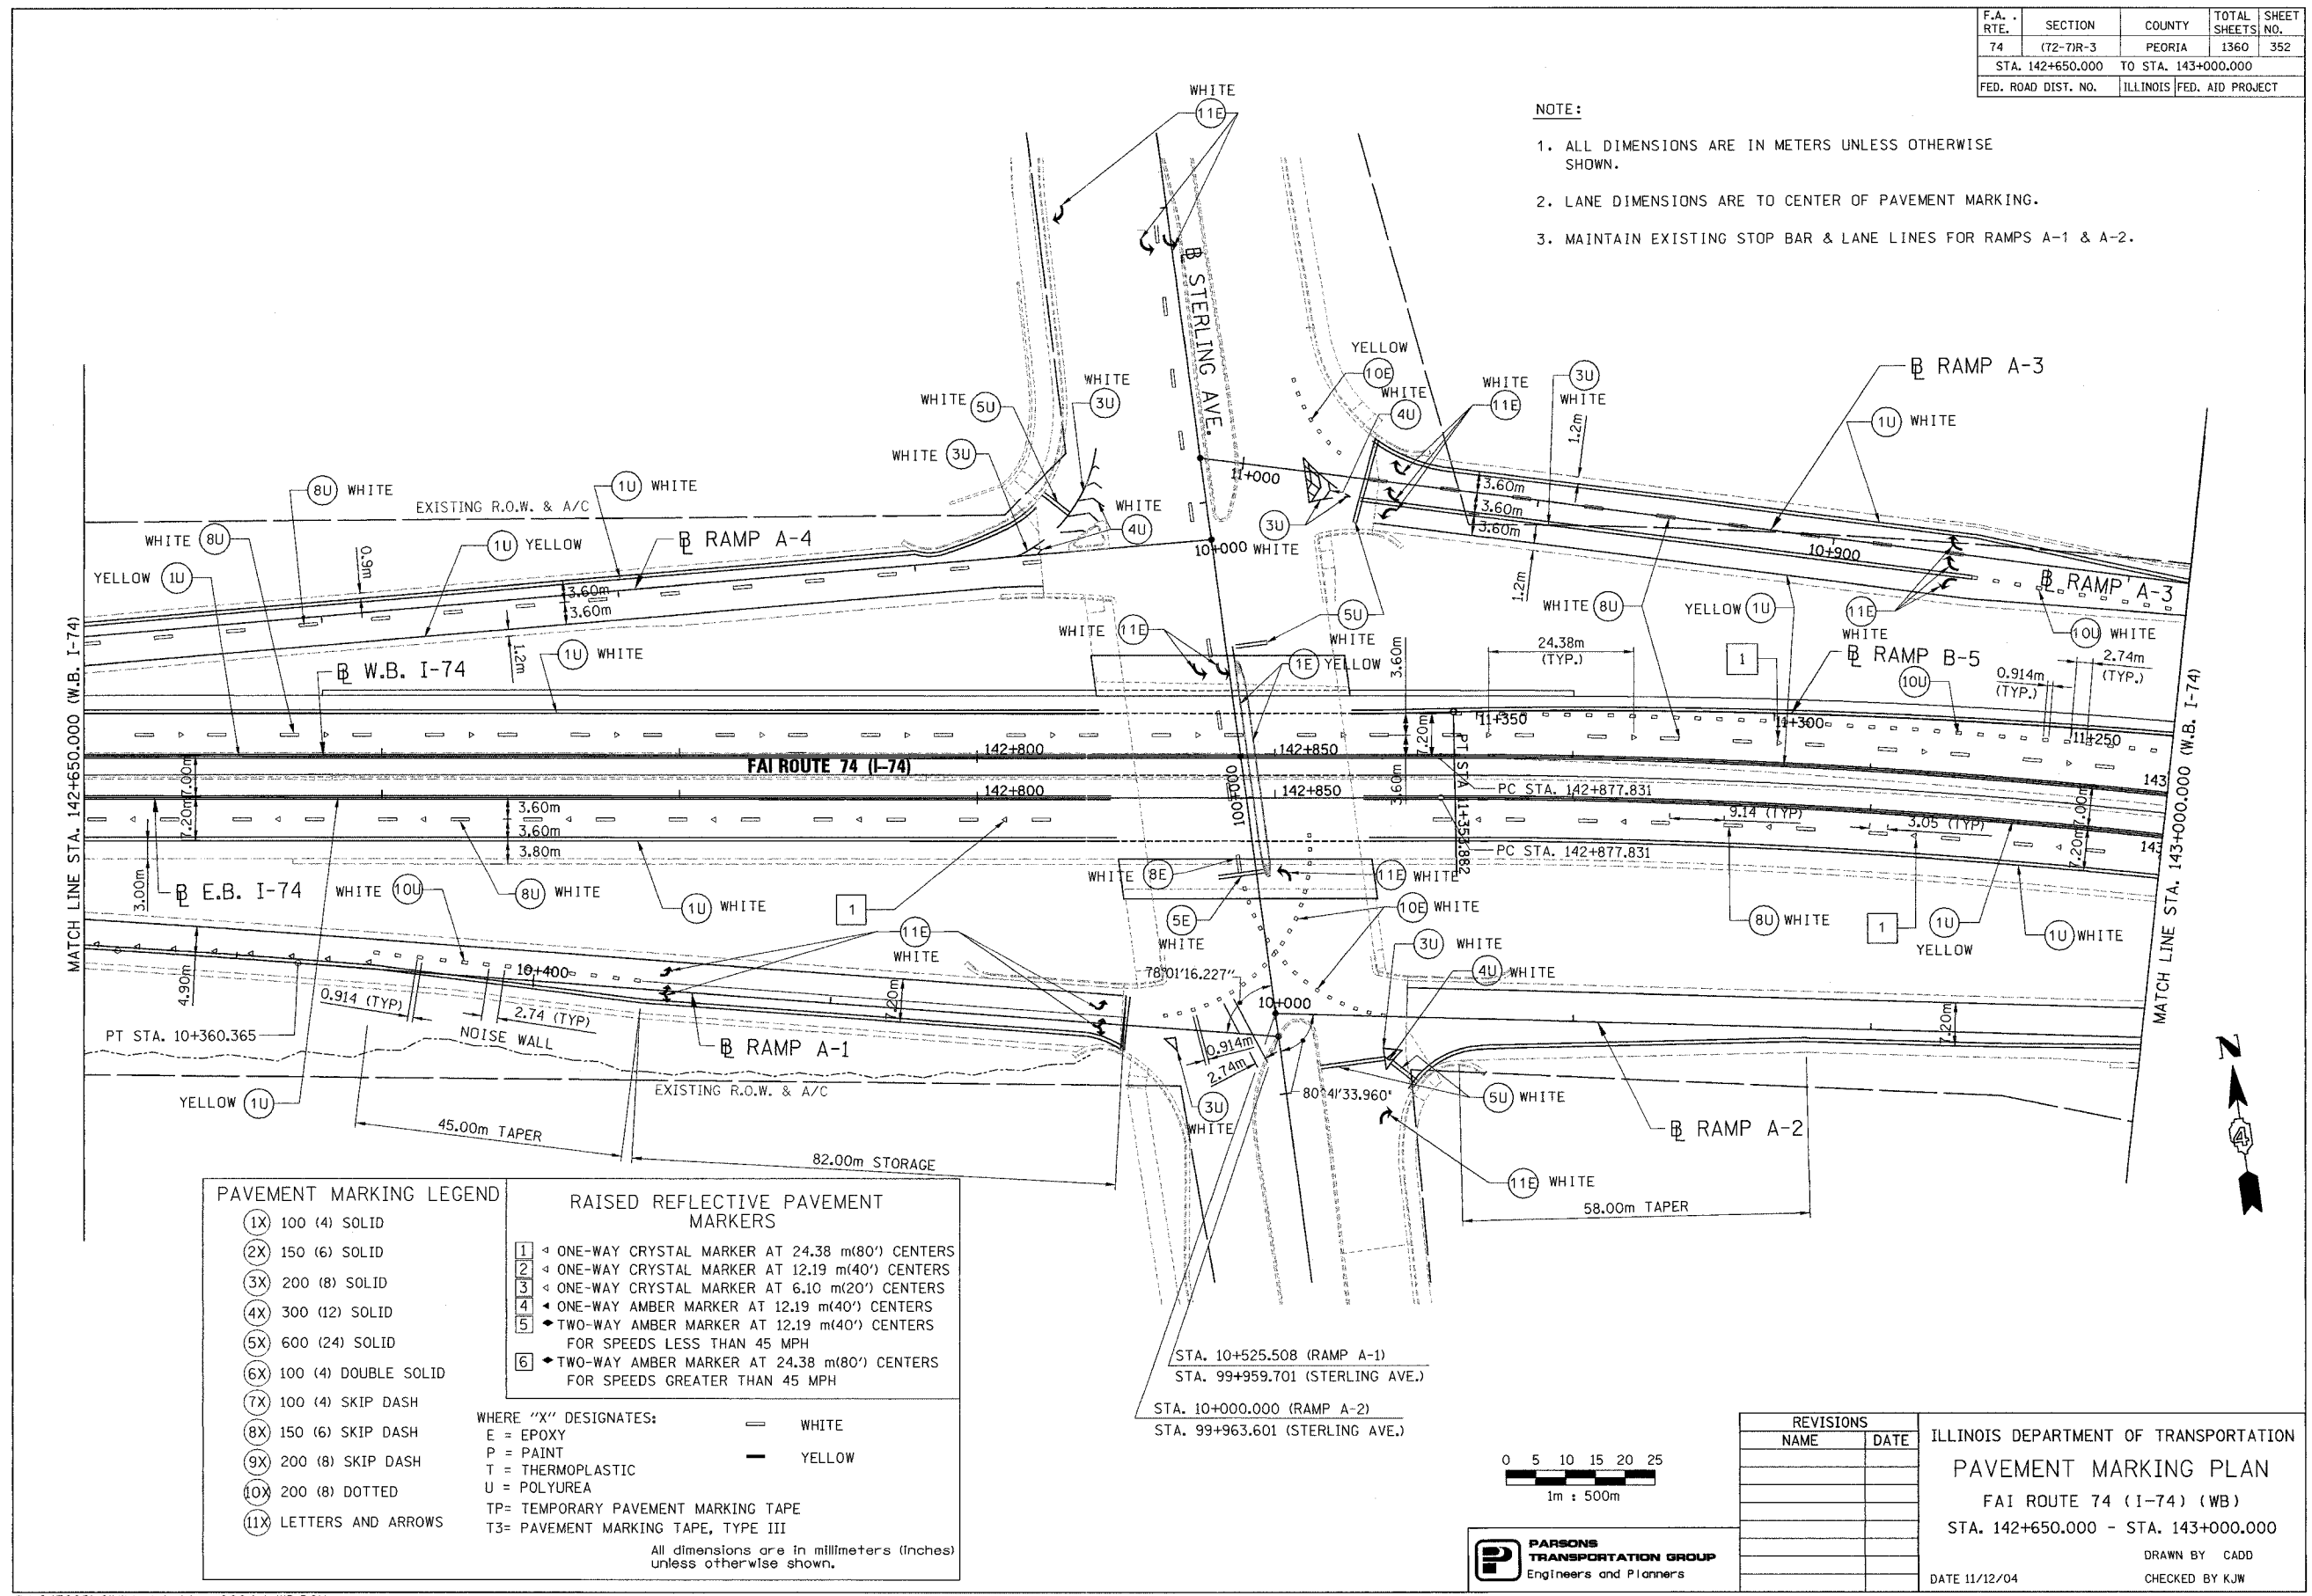 F.A. RTE. SECTION COUNTY TOTAL SHEETS SHEET NO.
74 (72-7)R-3 PEORIA 1360 352
STA. 142+650.000 TO STA. 143+000.000
FED. ROAD DIST. NO. ILLINOIS FED. AID PROJECT
NOTE:
1. ALL DIMENSIONS ARE IN METERS UNLESS OTHERWISE
SHOWN.
2. LANE DIMENSIONS ARE TO CENTER OF PAVEMENT MARKING.
3. MAINTAIN EXISTING STOP BAR & LANE LINES FOR RAMPS A-1 & A-2.
WHITE
11E
℄ STERLING AVE.
YELLOW
10E
WHITE
4U
WHITE
11E
3U
WHITE
1.2m
℄ RAMP A-3
1U WHITE
WHITE
3U
WHITE 5U
WHITE 3U
WHITE
4U
8U WHITE
1U WHITE
EXISTING R.O.W. & A/C
WHITE 8U
1U YELLOW
℄ RAMP A-4
YELLOW 1U
0.9m
3.60m
3.60m
1.2m
11+000
3U
10+000 WHITE
3.60m
3.60m
3.60m
10+900
1.2m
WHITE 8U
YELLOW 1U
11E
WHITE
℄ RAMP A-3
10U WHITE
5U
WHITE
WHITE 11E
1E YELLOW
3.60m
24.38m
(TYP.)
1
℄ RAMP B-5
10U
0.914m
(TYP.)
2.74m
(TYP.)
MATCH LINE STA. 142+650.000 (W.B. I-74)
℄ W.B. I-74
1U WHITE
142+800
142+850
7.20m
11+350
11+300
11+250
143
FAI ROUTE 74 (I-74)
7.00m
142+800
142+850
100+000
3.60m
PT STA 11+358.882
PC STA. 142+877.831
PC STA. 142+877.831
7.20m
3.60m
3.60m
3.80m
9.14 (TYP)
3.05 (TYP)
7.00m
7.20m
143
MATCH LINE STA. 143+000.000 (W.B. I-74)
3.00m
℄ E.B. I-74
WHITE 10U
8U WHITE
1U WHITE
1
11E
WHITE
WHITE 8E
5E
WHITE
11E WHITE
10E WHITE
8U WHITE
1
1U
YELLOW
1U WHITE
3U WHITE
4U WHITE
4.90m
10+400
0.914 (TYP)
2.74 (TYP)
NOISE WALL
PT STA. 10+360.365
7.20m
℄ RAMP A-1
78°01'16.227"
10+000
0.914m
2.74m
80°41'33.960"
7.20m
YELLOW 1U
EXISTING R.O.W. & A/C
3U
WHITE
5U WHITE
℄ RAMP A-2
11E WHITE
45.00m TAPER
82.00m STORAGE
58.00m TAPER
N
4
STA. 10+525.508 (RAMP A-1)
STA. 99+959.701 (STERLING AVE.)
STA. 10+000.000 (RAMP A-2)
STA. 99+963.601 (STERLING AVE.)
PAVEMENT MARKING LEGEND
1X 100 (4) SOLID
2X 150 (6) SOLID
3X 200 (8) SOLID
4X 300 (12) SOLID
5X 600 (24) SOLID
6X 100 (4) DOUBLE SOLID
7X 100 (4) SKIP DASH
8X 150 (6) SKIP DASH
9X 200 (8) SKIP DASH
10X 200 (8) DOTTED
11X LETTERS AND ARROWS
RAISED REFLECTIVE PAVEMENT
MARKERS
1 ONE-WAY CRYSTAL MARKER AT 24.38 m(80') CENTERS
2 ONE-WAY CRYSTAL MARKER AT 12.19 m(40') CENTERS
3 ONE-WAY CRYSTAL MARKER AT 6.10 m(20') CENTERS
4 ONE-WAY AMBER MARKER AT 12.19 m(40') CENTERS
5 TWO-WAY AMBER MARKER AT 12.19 m(40') CENTERS
FOR SPEEDS LESS THAN 45 MPH
6 TWO-WAY AMBER MARKER AT 24.38 m(80') CENTERS
FOR SPEEDS GREATER THAN 45 MPH
WHERE "X" DESIGNATES:
E = EPOXY
P = PAINT
T = THERMOPLASTIC
U = POLYUREA
TP= TEMPORARY PAVEMENT MARKING TAPE
T3= PAVEMENT MARKING TAPE, TYPE III
WHITE
YELLOW
All dimensions are in millimeters (inches)
unless otherwise shown.
0 5 10 15 20 25
1m : 500m
PARSONS
TRANSPORTATION GROUP
Engineers and Planners
REVISIONS
NAME DATE
ILLINOIS DEPARTMENT OF TRANSPORTATION
PAVEMENT MARKING PLAN
FAI ROUTE 74 (I-74) (WB)
STA. 142+650.000 - STA. 143+000.000
DRAWN BY CADD
DATE 11/12/04 CHECKED BY KJW